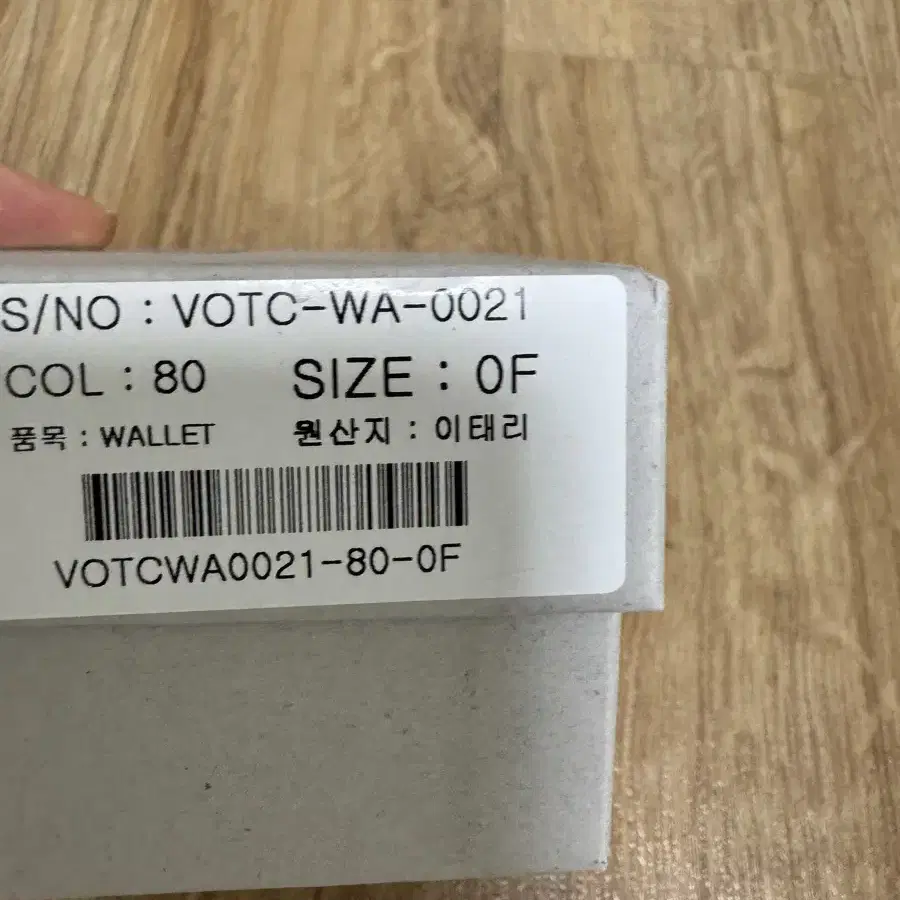 S/NO : VOTC-WA-0021
COL : 80 SIZE : 0F
품목 : WALLET 원산지 : 이태리
VOTCWA0021-80-0F